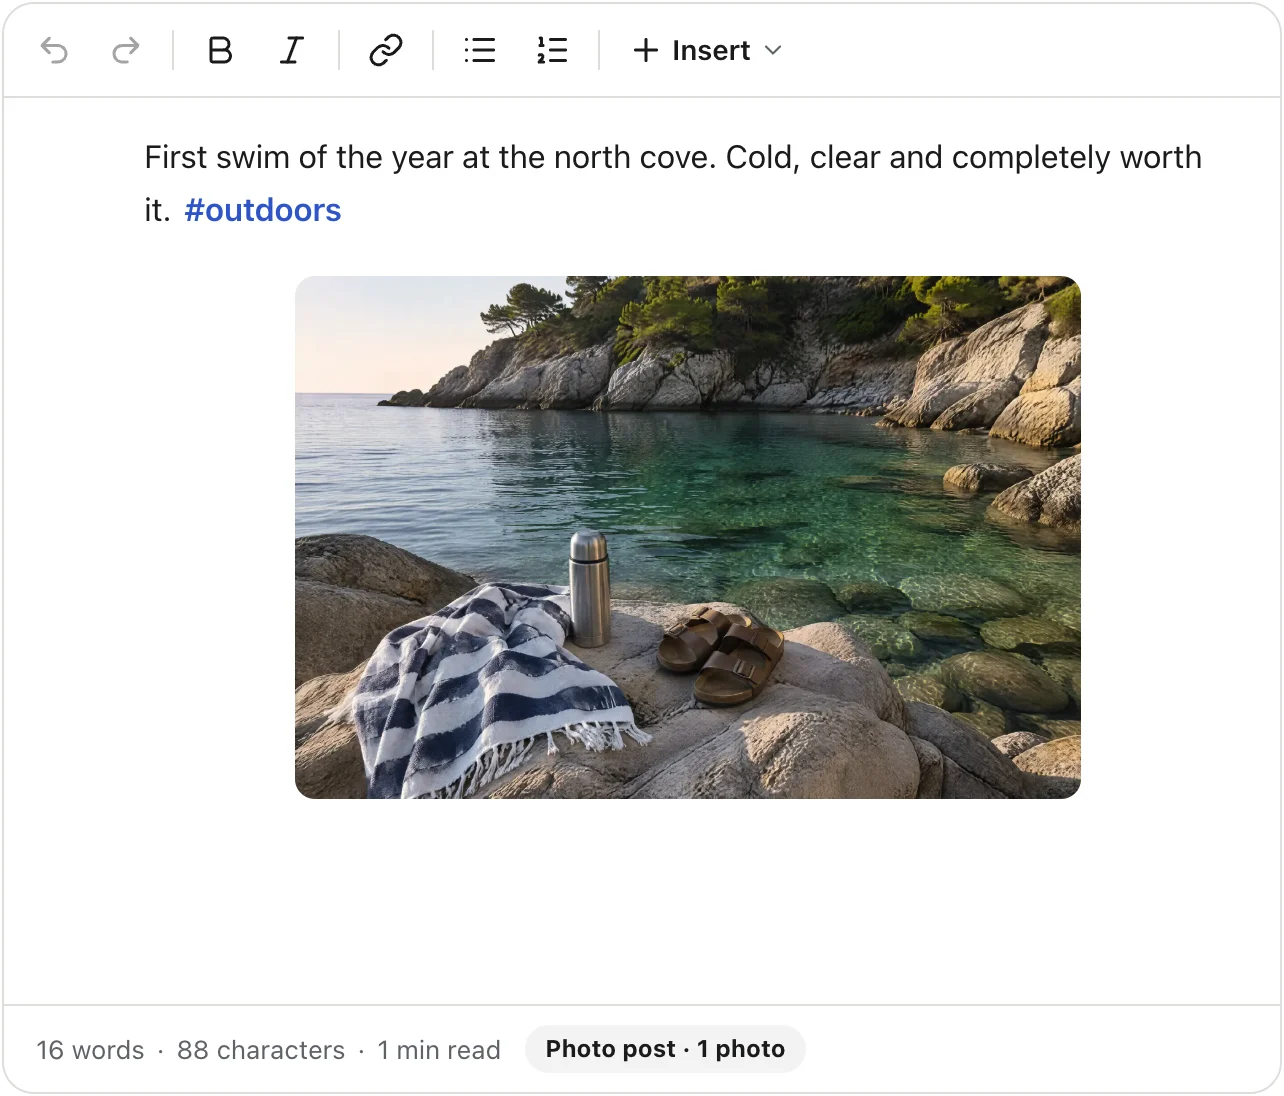 Insert
First swim of the year at the north cove. Cold, clear and completely worth
it. #outdoors
16 words · 88 characters · 1 min read
Photo post · 1 photo